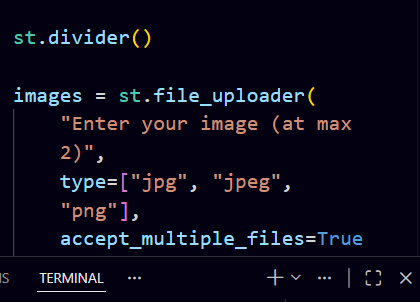 st.divider()
images = st.file_uploader(
"Enter your image (at max
2)",
type=["jpg", "jpeg",
"png"],
accept_multiple_files=True
TERMINAL